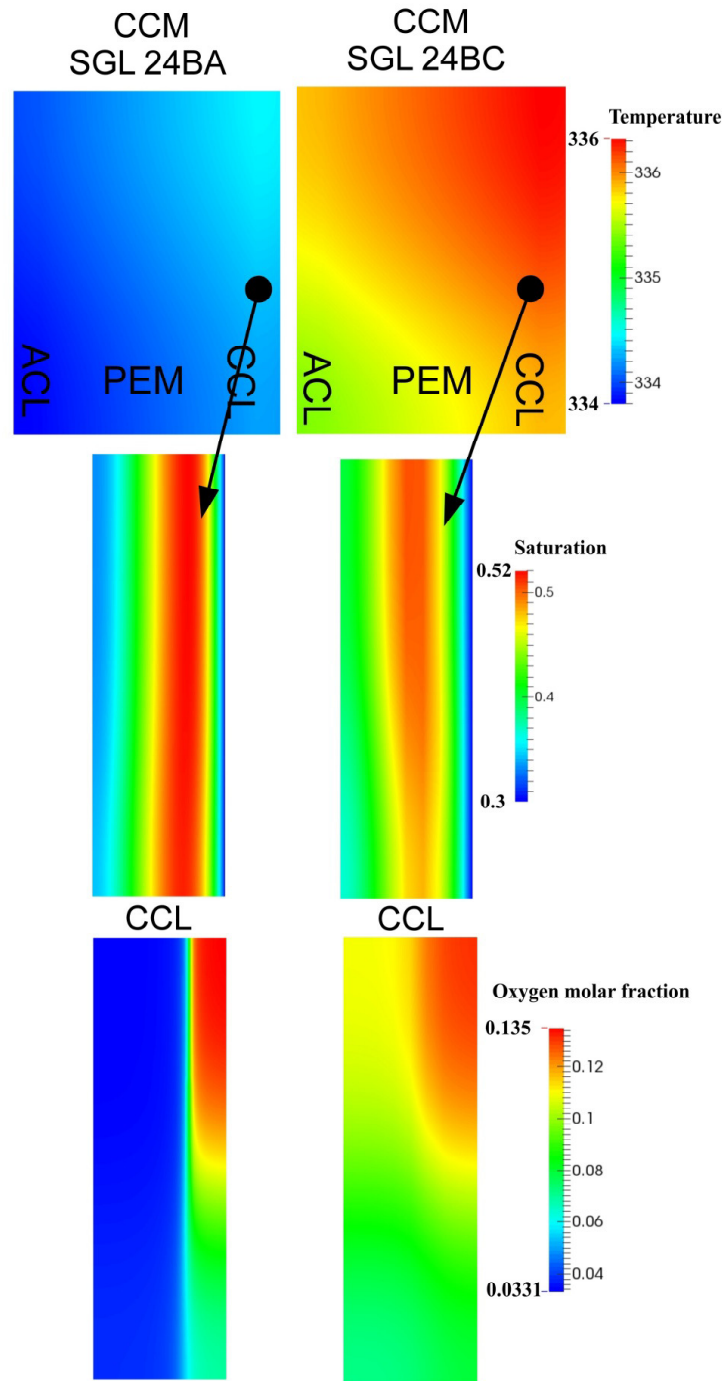 CCM
SGL 24BA
CCM
SGL 24BC
Temperature
336
336
335
334
334
ACL
PEM
CCL
ACL
PEM
CCL
Saturation
0.52
0.5
0.4
0.3
CCL
CCL
Oxygen molar fraction
0.135
0.12
0.1
0.08
0.06
0.04
0.0331